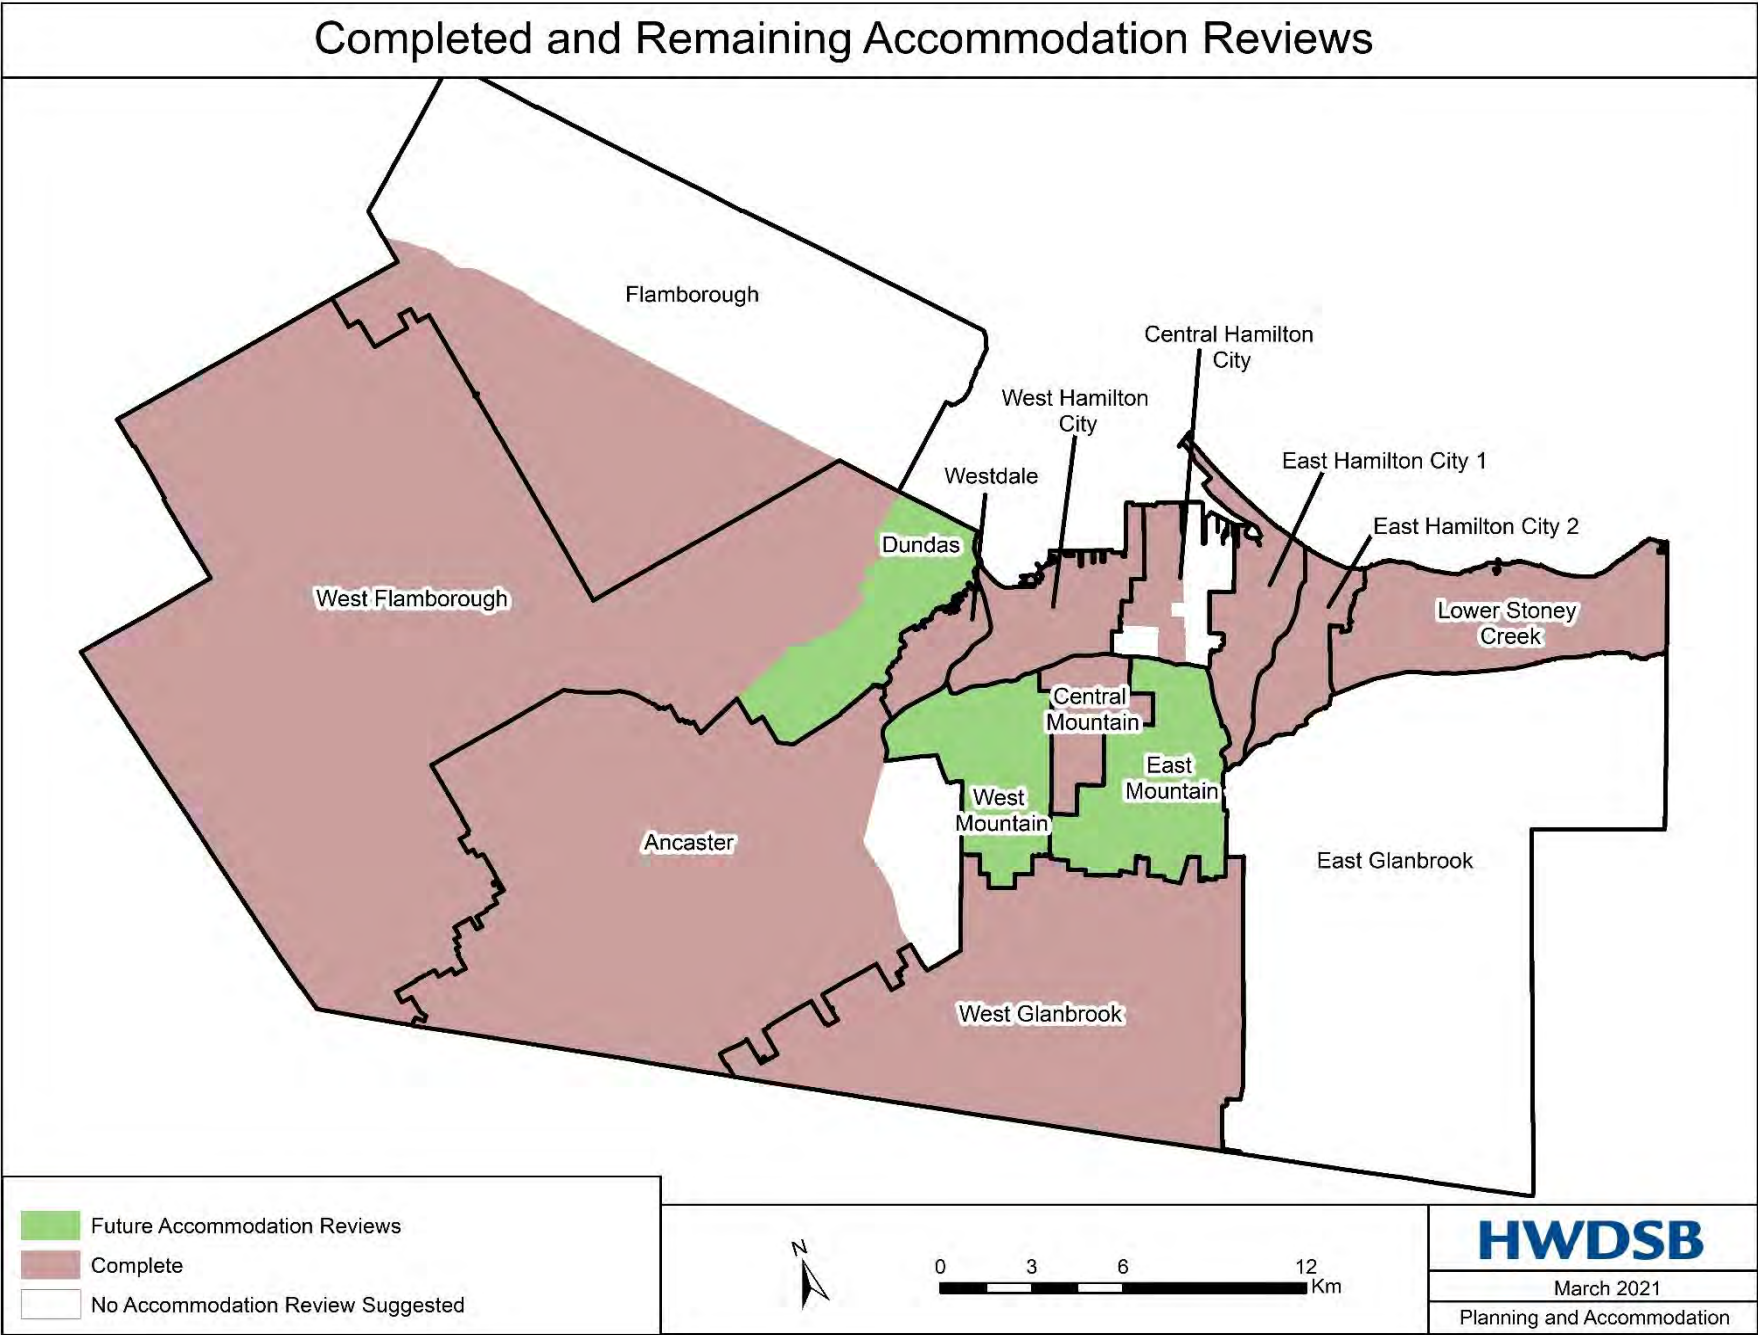 Completed and Remaining Accommodation Reviews
Flamborough
Central Hamilton
City
West Hamilton
City
East Hamilton City 1
Westdale
East Hamilton City 2
Dundas
West Flamborough
Lower Stoney
Creek
Central
Mountain
East
Mountain
West
Mountain
Ancaster
East Glanbrook
West Glanbrook
Future Accommodation Reviews
Complete
No Accommodation Review Suggested
N
0 3 6 12
Km
HWDSB
March 2021
Planning and Accommodation